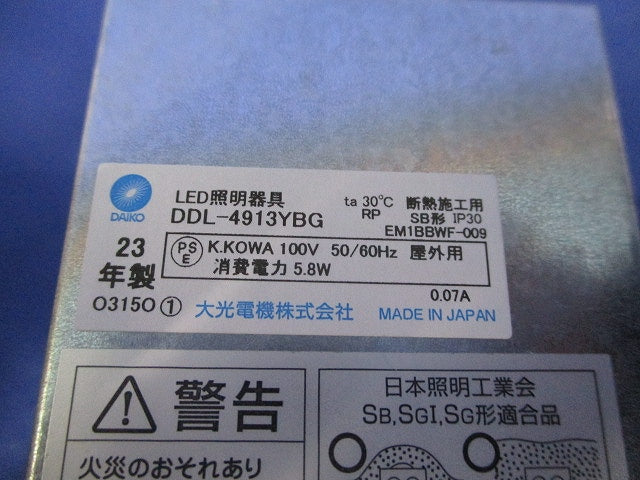 DAIKO
LED照明器具
DDL-4913YBG
ta 30℃ 断熱施工用
RP SB形 IP30
EM1BBWF-009
23
年製
PS
E
K.KOWA 100V 50/60Hz 屋外用
消費電力 5.8W
0.07A
O315O ① 大光電機株式会社 MADE IN JAPAN
警告
火災のおそれあり
日本照明工業会
SB,SGI,SG形適合品